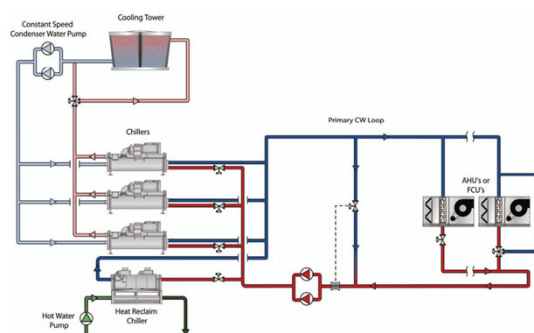 Constant Speed
Condenser Water Pump
Cooling Tower
Chillers
Primary CW Loop
AHU's or
FCU's
Hot Water
Pump
Heat Reclaim
Chiller